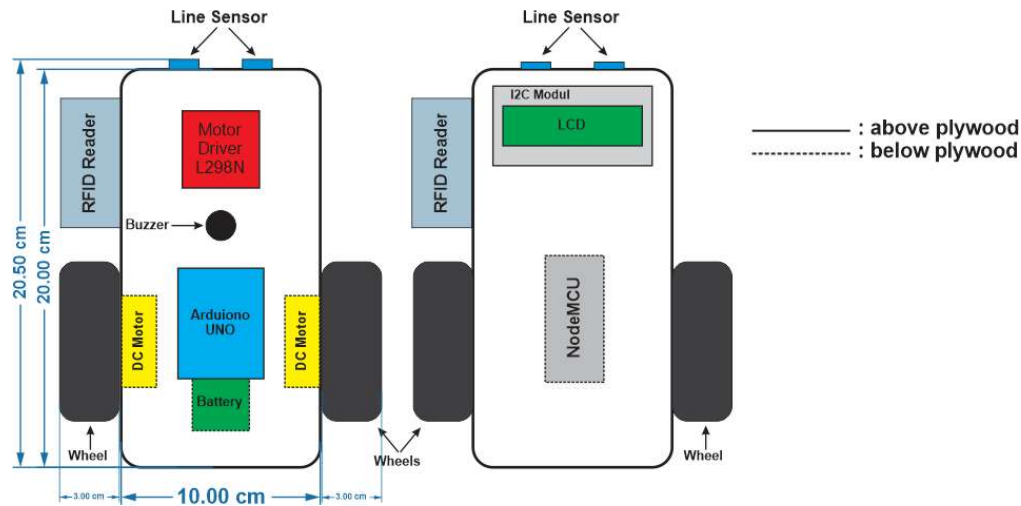 Line Sensor
Line Sensor
I2C Modul
LCD
: above plywood
: below plywood
Motor
Driver
L298N
RFID Reader
RFID Reader
Buzzer
20.50 cm
20.00 cm
Arduiono
UNO
DC Motor
DC Motor
NodeMCU
Battery
Wheel
Wheels
Wheel
3.00 cm
10.00 cm
3.00 cm